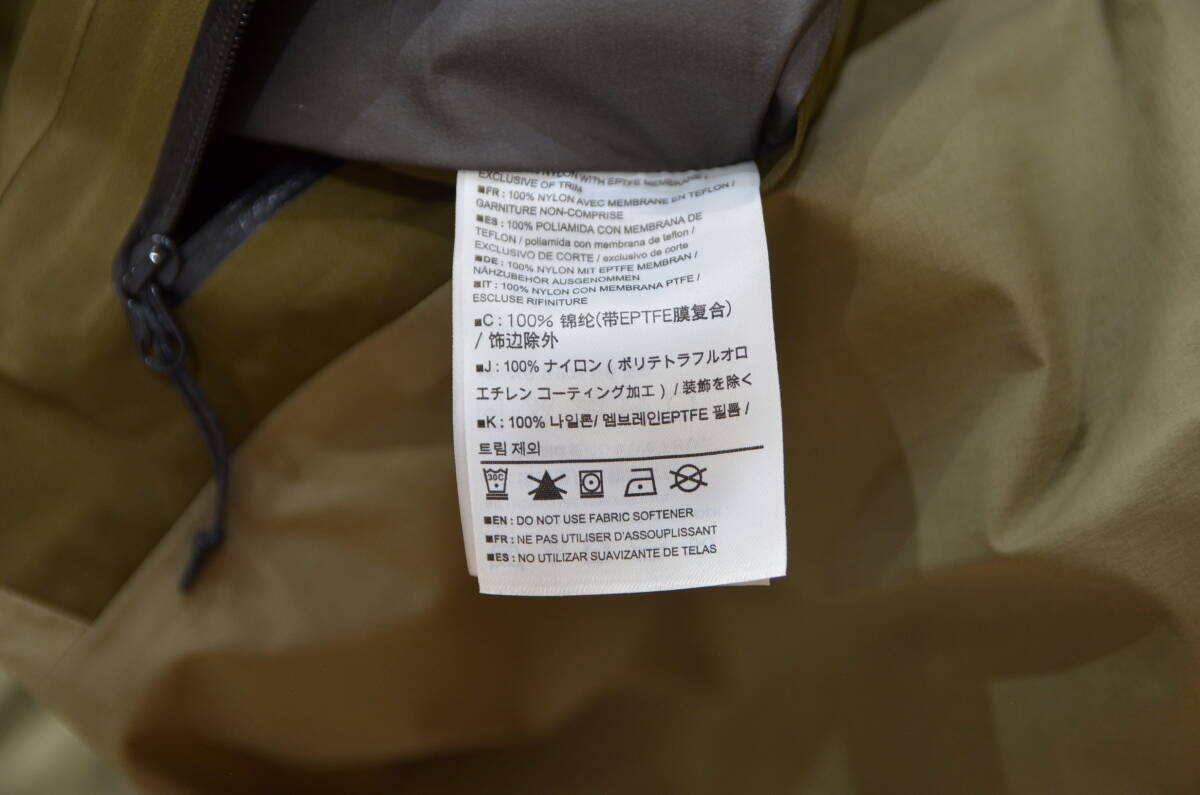 NYLON WITH EPTFE MEMBRANE /
EXCLUSIVE OF TRIM
■FR : 100% NYLON AVEC MEMBRANE EN TEFLON /
GARNITURE NON-COMPRISE
■ES : 100% POLIAMIDA CON MEMBRANA DE
TEFLON / poliamida con membrana de teflon /
EXCLUSIVO DE CORTE / exclusivo de corte
■DE : 100% NYLON MIT EPTFE MEMBRAN /
NÄHZUBEHÖR AUSGENOMMEN
■IT : 100% NYLON CON MEMBRANA PTFE /
ESCLUSE RIFINITURE
■C : 100% 锦纶(带EPTFE膜复合)
/ 饰边除外
■J : 100% ナイロン ( ポリテトラフルオロ
エチレン コーティング加工 ) / 装飾を除く
■K : 100% 나일론/ 멤브레인EPTFE 필름 /
트림 제외
30C
■EN : DO NOT USE FABRIC SOFTENER
■FR : NE PAS UTILISER D'ASSOUPLISSANT
■ES : NO UTILIZAR SUAVIZANTE DE TELAS